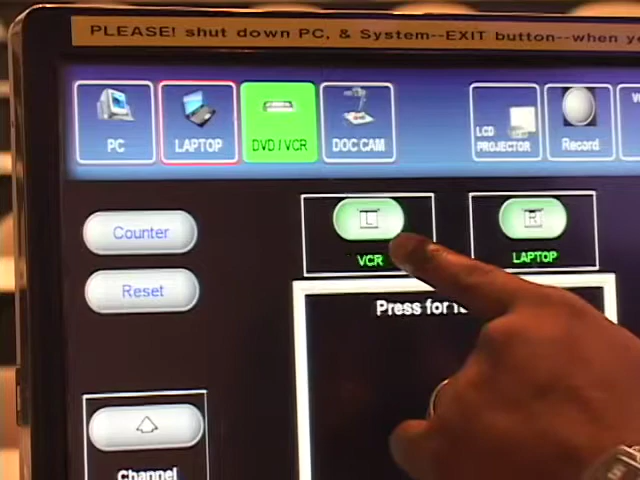 PLEASE! shut down PC, & System--EXIT button--when
PC
LAPTOP
DVD / VCR
DOC CAM
LCD PROJECTOR
Record
Counter
Reset
L
VCR
R
LAPTOP
Press for
Channel